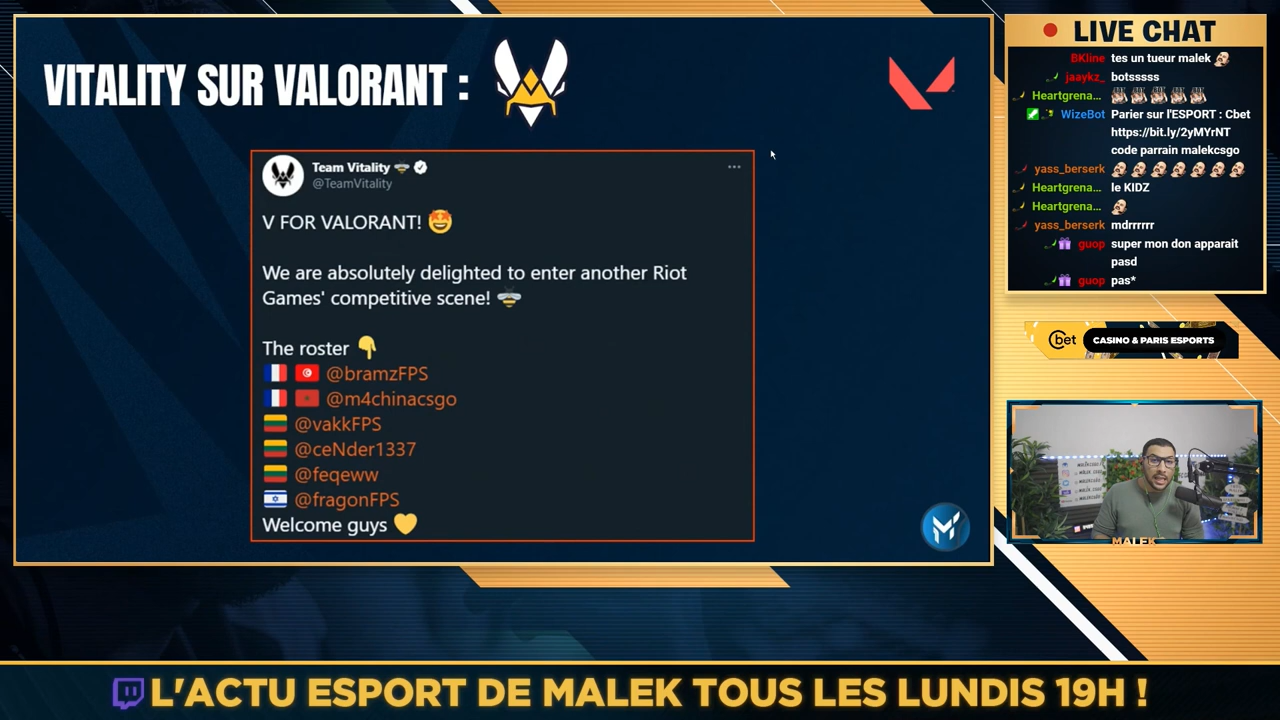 VITALITY SUR VALORANT :
Team Vitality
@TeamVitality
V FOR VALORANT!
We are absolutely delighted to enter another Riot
Games' competitive scene!
The roster
@bramzFPS
@m4chinacsgo
@vakkFPS
@ceNder1337
@feqeww
@fragonFPS
Welcome guys
LIVE CHAT
BKline tes un tueur malek
jaaykz_ botsssss
Heartgrena...
WizeBot Parier sur l'ESPORT : Cbet
https://bit.ly/2yMYrNT
code parrain malekcsgo
yass_berserk
Heartgrena... le KIDZ
Heartgrena...
yass_berserk mdrrrrrr
guop super mon don apparait
pasd
guop pas*
Cbet CASINO & PARIS ESPORTS
MALEK
L'ACTU ESPORT DE MALEK TOUS LES LUNDIS 19H !